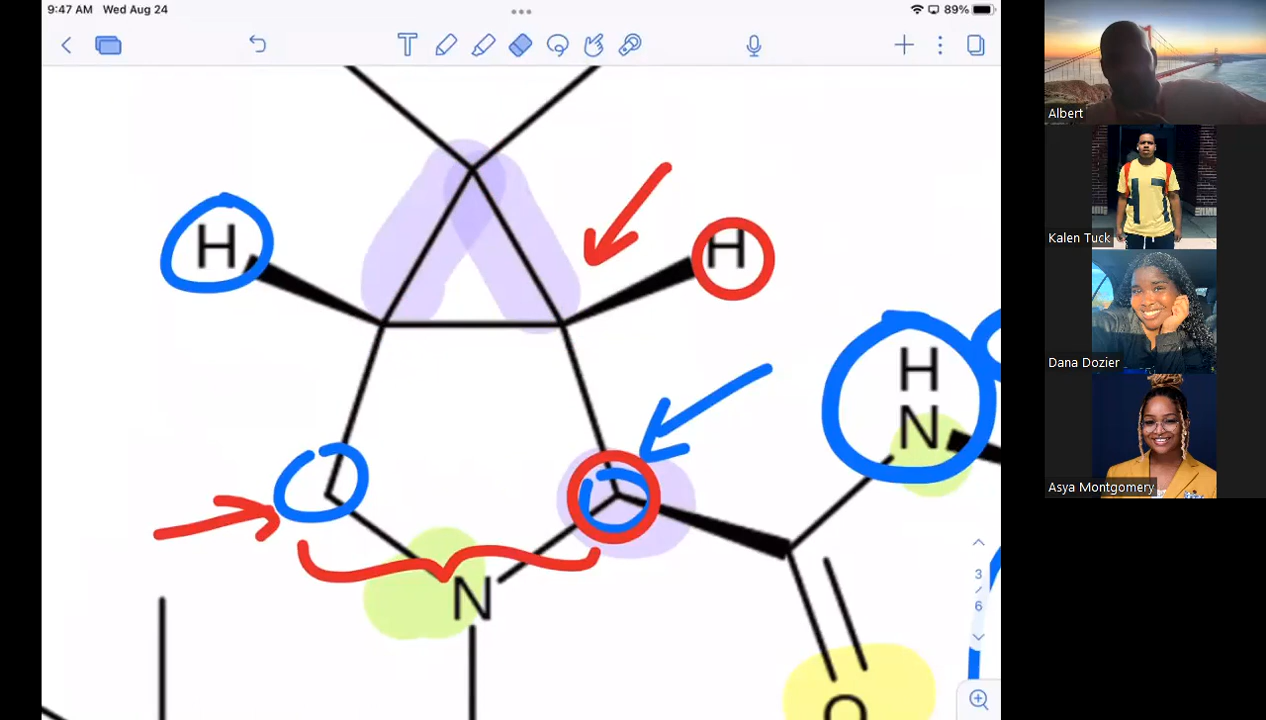 9:47 AM Wed Aug 24
89%
T
H
H
H
N
N
O
3
/
6
Albert
Kalen Tuck
Dana Dozier
Asya Montgomery